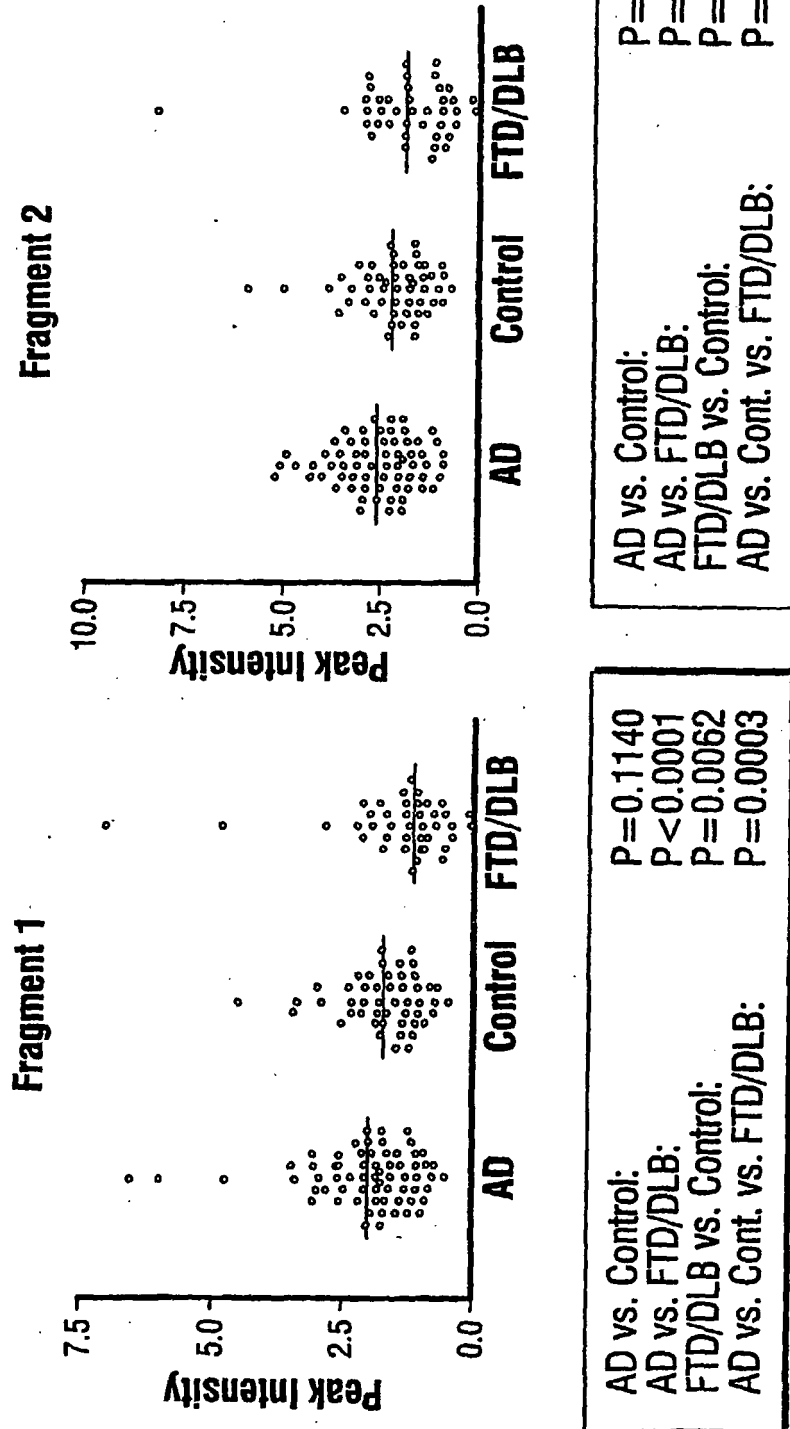 Fragment 1
Peak Intensity
7.5
5.0
2.5
0.0
AD
Control
FTD/DLB
AD vs. Control: P=0.1140
AD vs. FTD/DLB: P<0.0001
FTD/DLB vs. Control: P=0.0062
AD vs. Cont. vs. FTD/DLB: P=0.0003
Fragment 2
Peak Intensity
10.0
7.5
5.0
2.5
0.0
AD
Control
FTD/DLB
AD vs. Control: P=
AD vs. FTD/DLB: P=
FTD/DLB vs. Control: P=
AD vs. Cont. vs. FTD/DLB: P=